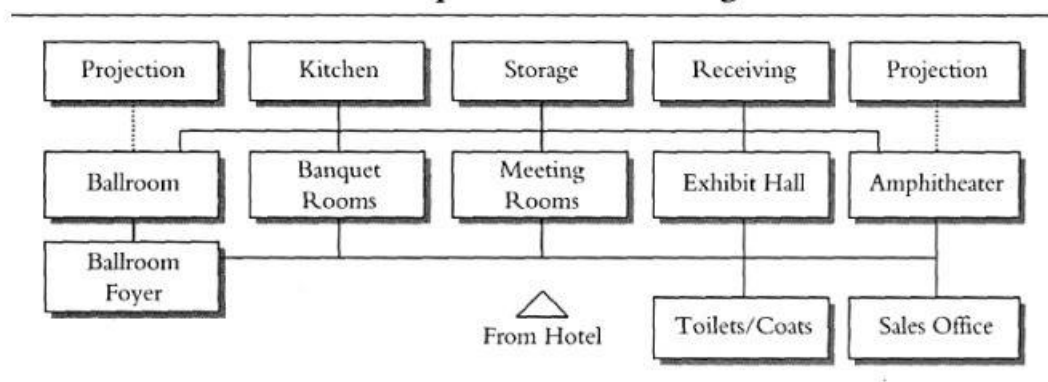 Projection
Kitchen
Storage
Receiving
Projection
Ballroom
Banquet
Rooms
Meeting
Rooms
Exhibit Hall
Amphitheater
Ballroom
Foyer
From Hotel
Toilets/Coats
Sales Office